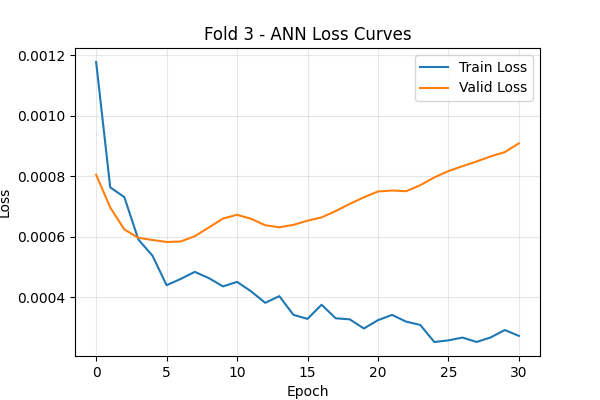 Fold 3 - ANN Loss Curves
Train Loss
Valid Loss
0.0012
0.0010
0.0008
0.0006
0.0004
Loss
0 5 10 15 20 25 30
Epoch